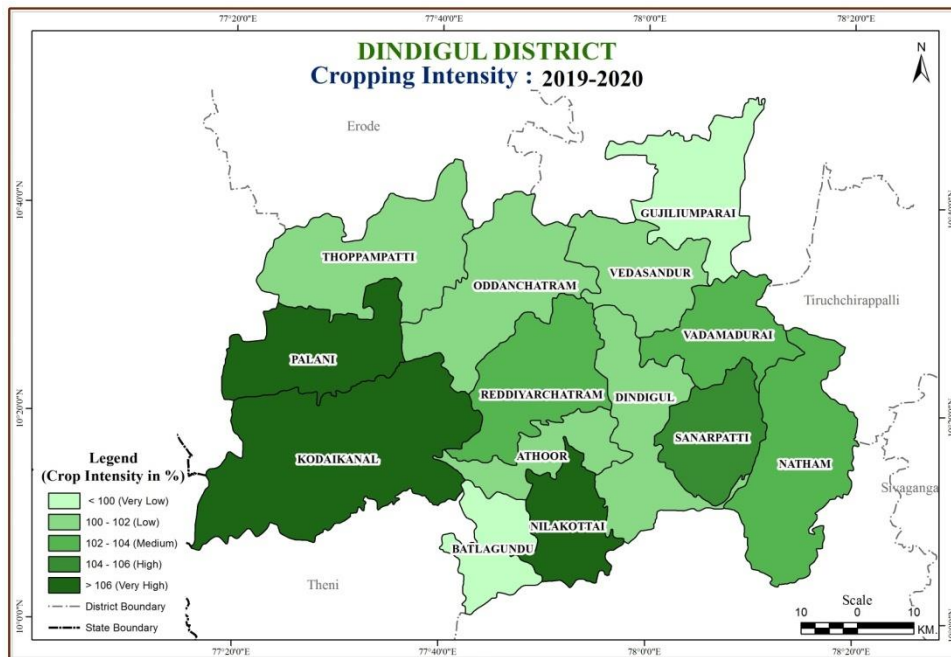 77°20'0"E 77°40'0"E 78°0'0"E 78°20'0"E
DINDIGUL DISTRICT
Cropping Intensity : 2019-2020
N
Erode
10°40'0"N
GUJILIUMPARAI
THOPPAMPATTI
VEDASANDUR
ODDANCHATRAM
Tiruchchirappalli
VADAMADURAI
PALANI
10°20'0"N
REDDIYARCHATRAM
DINDIGUL
SANARPATTI
KODAIKANAL
ATHOOR
NATHAM
Sivaganga
NILAKOTTAI
BATLAGUNDU
Theni
Legend
(Crop Intensity in %)
< 100 (Very Low)
100 - 102 (Low)
102 - 104 (Medium)
104 - 106 (High)
> 106 (Very High)
District Boundary
State Boundary
Scale
10 0 10
KM.
10°0'0"N
77°20'0"E 77°40'0"E 78°0'0"E 78°20'0"E